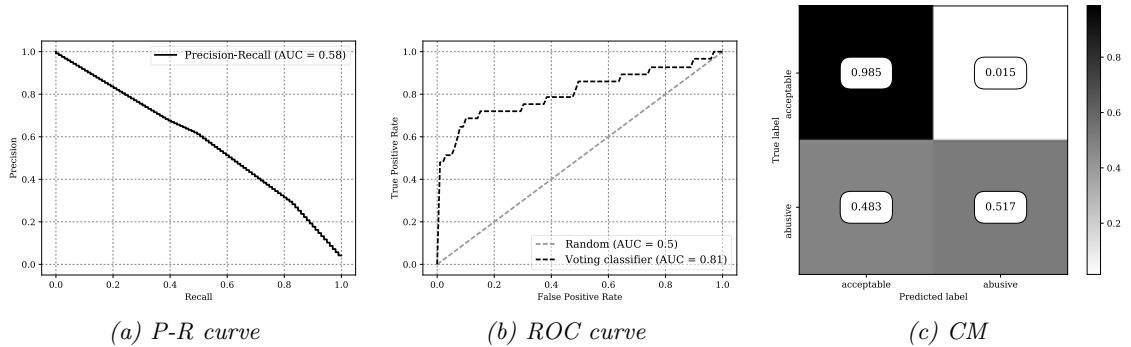 1.0
0.8
0.6
0.4
0.2
0.0
Precision
Precision-Recall (AUC = 0.58)
0.0 0.2 0.4 0.6 0.8 1.0
Recall
(a) P-R curve
1.0
0.8
0.6
0.4
0.2
0.0
True Positive Rate
Random (AUC = 0.5)
Voting classifier (AUC = 0.81)
0.0 0.2 0.4 0.6 0.8 1.0
False Positive Rate
(b) ROC curve
True label
acceptable
abusive
0.985 0.015
0.483 0.517
acceptable abusive
Predicted label
0.8
0.6
0.4
0.2
(c) CM